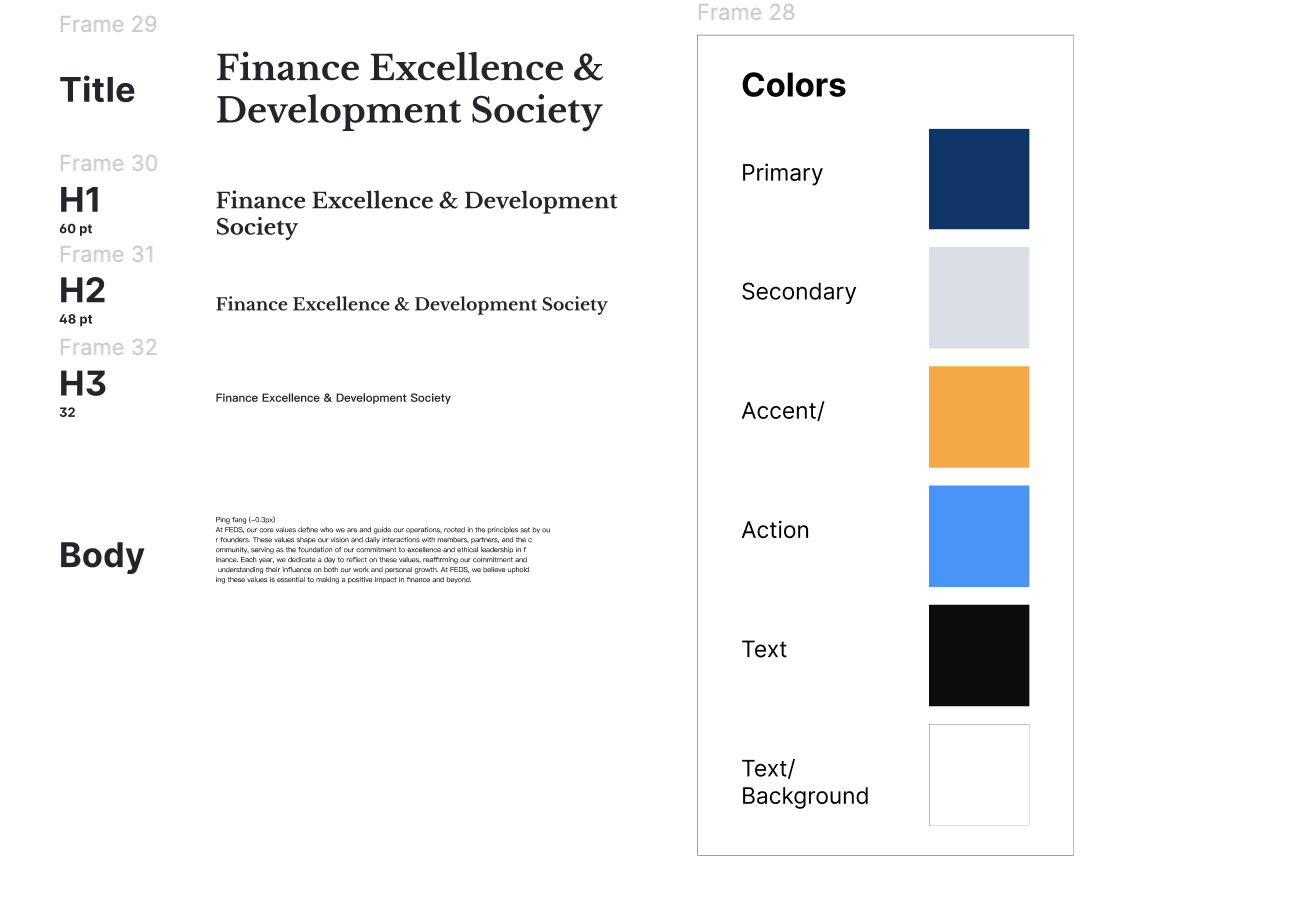 Frame 29
Title
Finance Excellence &
Development Society
Frame 30
H1
60 pt
Finance Excellence & Development
Society
Frame 31
H2
48 pt
Finance Excellence & Development Society
Frame 32
H3
32
Finance Excellence & Development Society
Body
Ping fang (-0.3px)
At FEDS, our core values define who we are and guide our operations, rooted in the principles set by ou
r founders. These values shape our vision and daily interactions with members, partners, and the c
ommunity, serving as the foundation of our commitment to excellence and ethical leadership in f
inance. Each year, we dedicate a day to reflect on these values, reaffirming our commitment and
understanding their influence on both our work and personal growth. At FEDS, we believe uphold
ing these values is essential to making a positive impact in finance and beyond.
Frame 28
Colors
Primary
Secondary
Accent/
Action
Text
Text/
Background